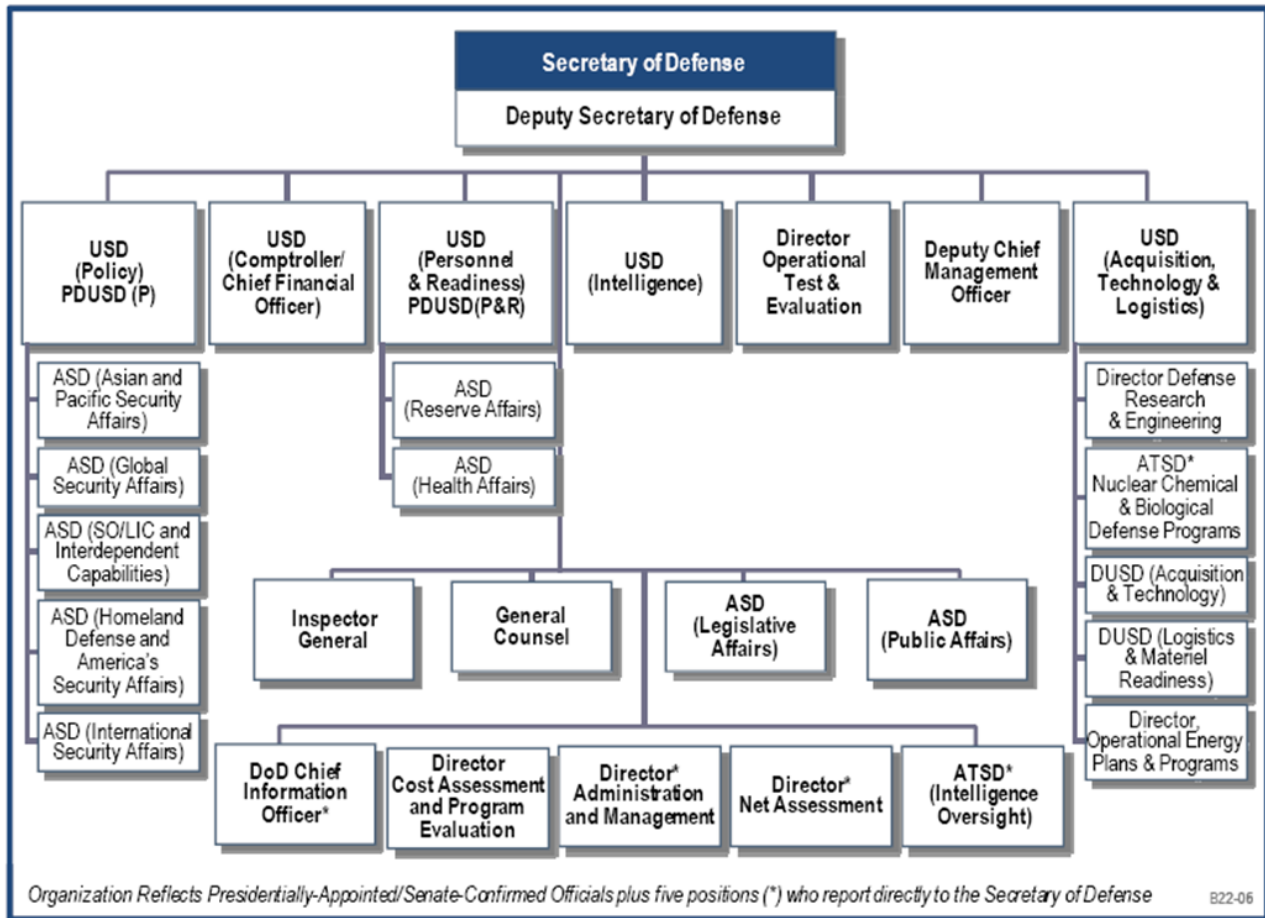 Secretary of Defense
Deputy Secretary of Defense
USD
(Policy)
PDUSD (P)
USD
(Comptroller/
Chief Financial
Officer)
USD
(Personnel
& Readiness)
PDUSD(P&R)
USD
(Intelligence)
Director
Operational
Test &
Evaluation
Deputy Chief
Management
Officer
USD
(Acquisition,
Technology &
Logistics)
ASD (Asian and
Pacific Security
Affairs)
ASD (Global
Security Affairs)
ASD (SO/LIC and
Interdependent
Capabilities)
ASD (Homeland
Defense and
America's
Security Affairs)
ASD (International
Security Affairs)
ASD
(Reserve Affairs)
ASD
(Health Affairs)
Director Defense
Research
& Engineering
ATSD*
Nuclear Chemical
& Biological
Defense Programs
DUSD (Acquisition
& Technology)
DUSD (Logistics
& Materiel
Readiness)
Director,
Operational Energy
Plans & Programs
Inspector
General
General
Counsel
ASD
(Legislative
Affairs)
ASD
(Public Affairs)
DoD Chief
Information
Officer*
Director
Cost Assessment
and Program
Evaluation
Director*
Administration
and Management
Director*
Net Assessment
ATSD*
(Intelligence
Oversight)
Organization Reflects Presidentially-Appointed/Senate-Confirmed Officials plus five positions (*) who report directly to the Secretary of Defense
B22-06